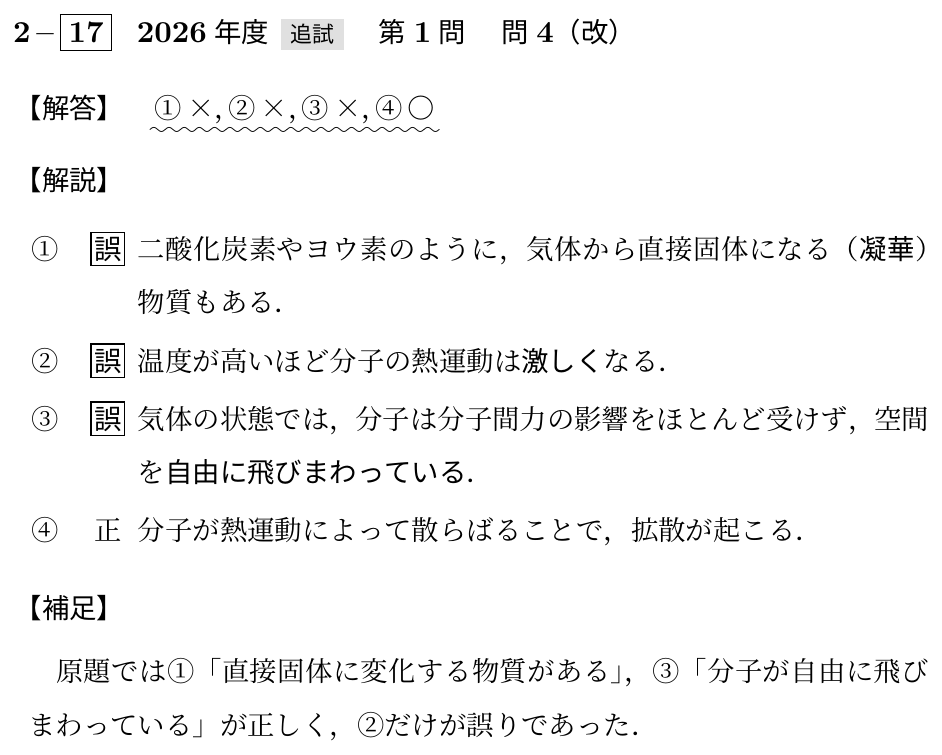 2－17 2026 年度 追試 第 1 問 問 4（改）
【解答】 ① ×, ② ×, ③ ×, ④ ○
【解説】
① 誤 二酸化炭素やヨウ素のように，気体から直接固体になる（凝華）
物質もある．
② 誤 温度が高いほど分子の熱運動は激しくなる．
③ 誤 気体の状態では，分子は分子間力の影響をほとんど受けず，空間
を自由に飛びまわっている．
④ 正 分子が熱運動によって散らばることで，拡散が起こる．
【補足】
原題では①「直接固体に変化する物質がある」，③「分子が自由に飛び
まわっている」が正しく，②だけが誤りであった．